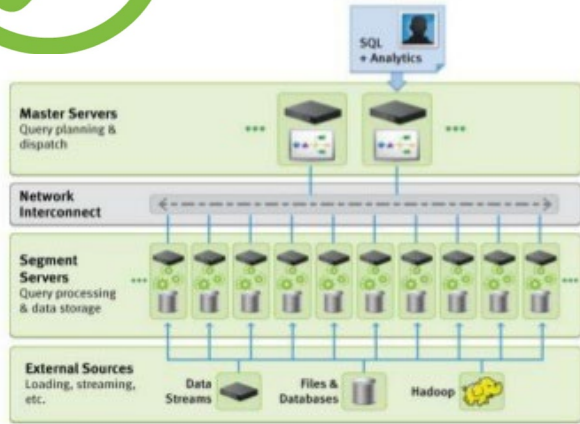 SQL
+ Analytics
Master Servers
Query planning &
dispatch
Network
Interconnect
Segment
Servers
Query processing
& data storage
External Sources
Loading, streaming,
etc.
Data
Streams
Files &
Databases
Hadoop